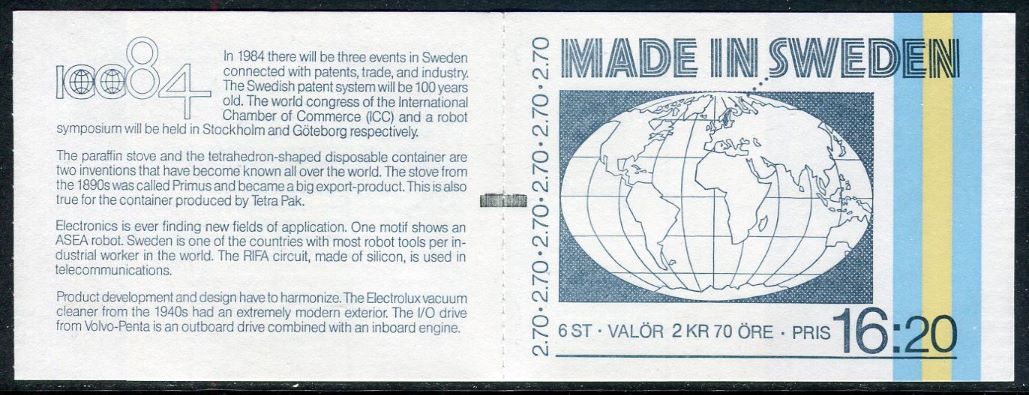 ICC 84
In 1984 there will be three events in Sweden
connected with patents, trade, and industry.
The Swedish patent system will be 100 years
old. The world congress of the International
Chamber of Commerce (ICC) and a robot
symposium will be held in Stockholm and Göteborg respectively.
The paraffin stove and the tetrahedron-shaped disposable container are
two inventions that have become known all over the world. The stove from
the 1890s was called Primus and became a big export-product. This is also
true for the container produced by Tetra Pak.
Electronics is ever finding new fields of application. One motif shows an
ASEA robot. Sweden is one of the countries with most robot tools per in-
dustrial worker in the world. The RIFA circuit, made of silicon, is used in
telecommunications.
Product development and design have to harmonize. The Electrolux vacuum
cleaner from the 1940s had an extremely modern exterior. The I/O drive
from Volvo-Penta is an outboard drive combined with an inboard engine.
2.70·2.70·2.70·2.70·2.70·2.70
MADE IN SWEDEN
6 ST · VALÖR 2 KR 70 ÖRE · PRIS 16:20